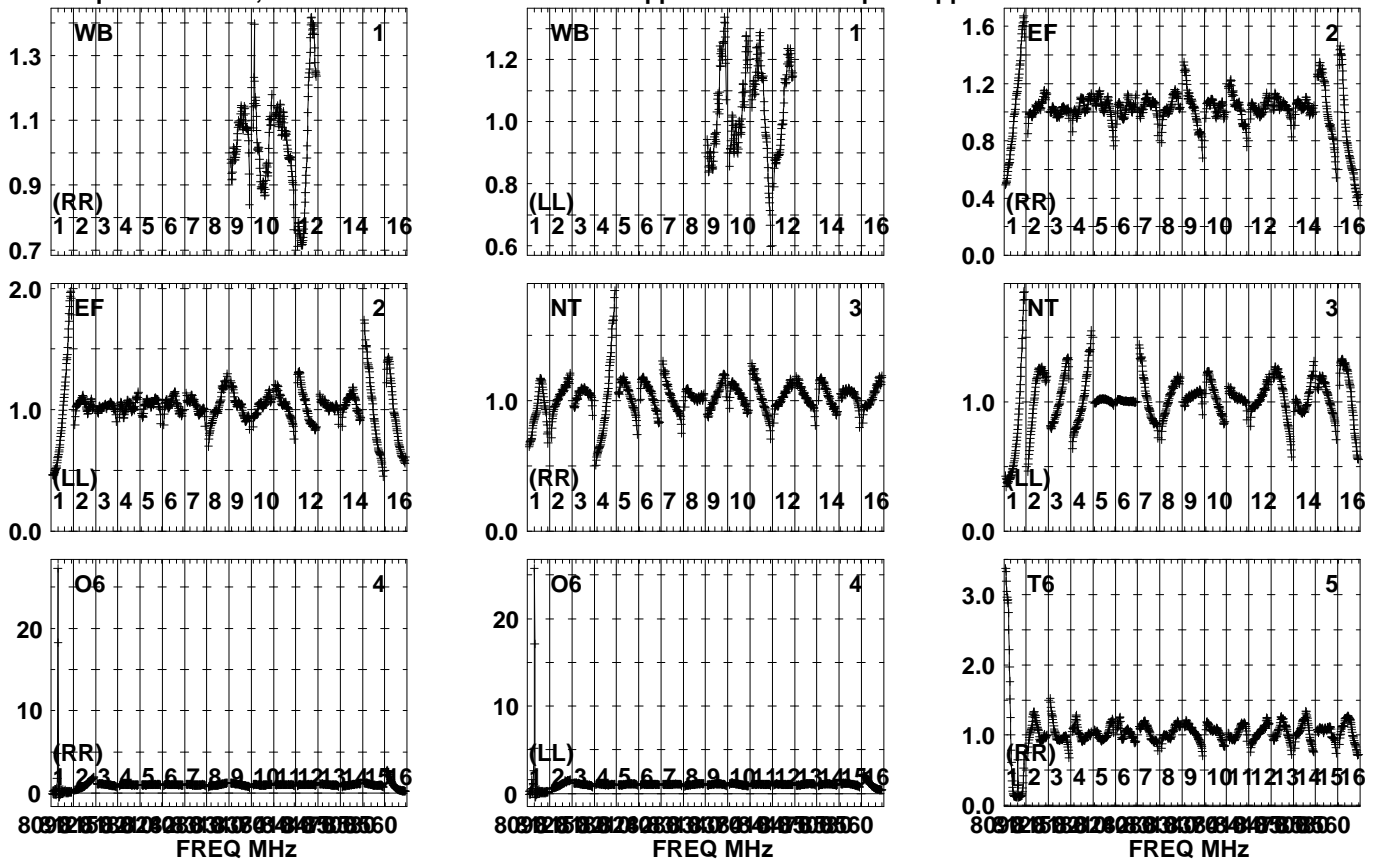 WB 1
1.3
1.1
0.9
0.7
(RR)
1 2 3 4 5 6 7 8 9 10 12 14 16
WB 1
1.2
1.0
0.8
0.6
(LL)
1 2 3 4 5 6 7 8 9 10 12 14 16
EF 2
1.6
1.2
0.8
0.4
0.0
(RR)
1 2 3 4 5 6 7 8 9 10 12 14 16
EF 2
2.0
1.0
0.0
(LL)
1 2 3 4 5 6 7 8 9 10 12 14 16
NT 3
1.0
0.0
(RR)
1 2 3 4 5 6 7 8 9 10 12 14 16
NT 3
1.0
0.0
(LL)
1 2 3 4 5 6 7 8 9 10 12 14 16
O6 4
20
10
0
(RR)
1 2 3 4 5 6 7 8 9 10 11 12 13 14 15 16
FREQ MHz
O6 4
20
10
0
(LL)
1 2 3 4 5 6 7 8 9 10 11 12 13 14 15 16
FREQ MHz
T6 5
3.0
2.0
1.0
0.0
(RR)
1 2 3 4 5 6 7 8 9 10 11 12 13 14 15 16
FREQ MHz